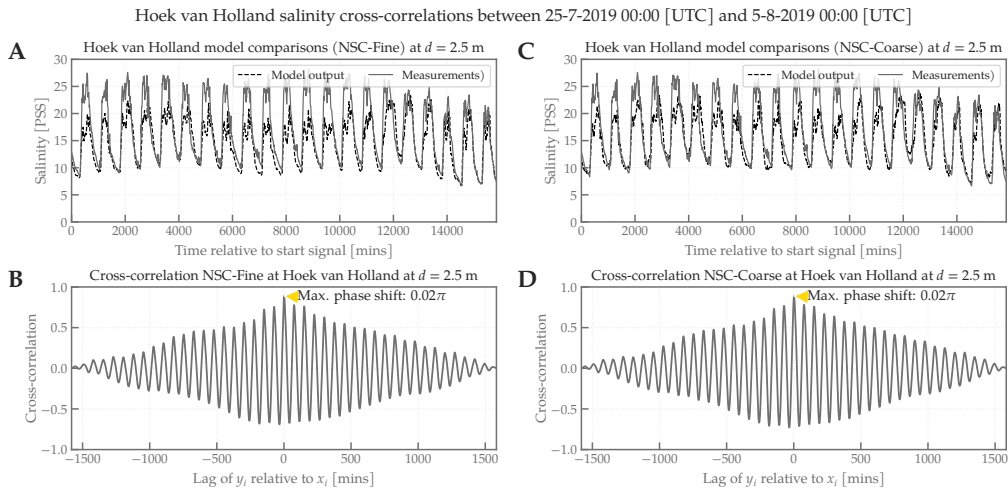 Hoek van Holland salinity cross-correlations between 25-7-2019 00:00 [UTC] and 5-8-2019 00:00 [UTC]
A
Hoek van Holland model comparisons (NSC-Fine) at d = 2.5 m
Model output
Measurements)
Salinity [PSS]
30
25
20
15
10
5
0
0 2000 4000 6000 8000 10000 12000 14000
Time relative to start signal [mins]
C
Hoek van Holland model comparisons (NSC-Coarse) at d = 2.5 m
Model output
Measurements)
Salinity [PSS]
30
25
20
15
10
5
0
0 2000 4000 6000 8000 10000 12000 14000
Time relative to start signal [mins]
B
Cross-correlation NSC-Fine at Hoek van Holland at d = 2.5 m
Max. phase shift: 0.02π
Cross-correlation
1.0
0.5
0.0
−0.5
−1.0
−1500 −1000 −500 0 500 1000 1500
Lag of yᵢ relative to xᵢ [mins]
D
Cross-correlation NSC-Coarse at Hoek van Holland at d = 2.5 m
Max. phase shift: 0.02π
Cross-correlation
1.0
0.5
0.0
−0.5
−1.0
−1500 −1000 −500 0 500 1000 1500
Lag of yᵢ relative to xᵢ [mins]